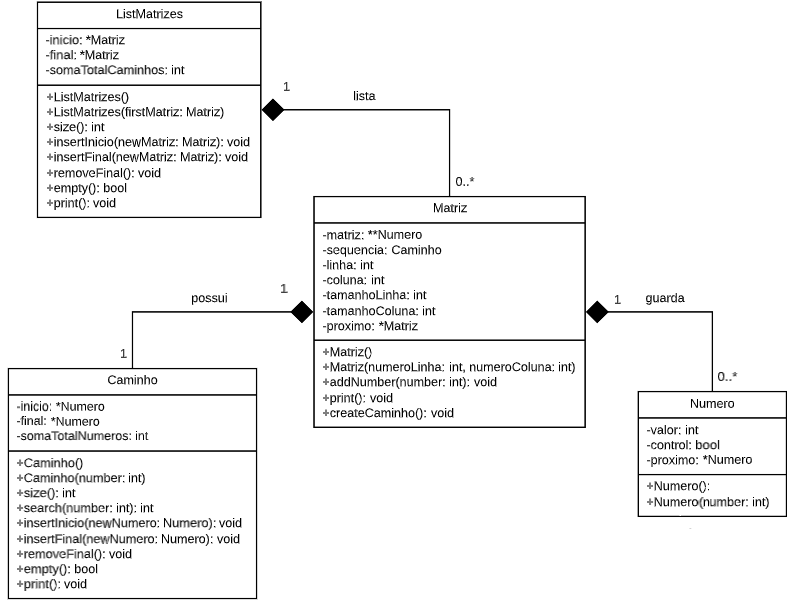 ListMatrizes
-inicio: *Matriz
-final: *Matriz
-somaTotalCaminhos: int
+ListMatrizes()
+ListMatrizes(firstMatriz: Matriz)
+size(): int
+insertInicio(newMatriz: Matriz): void
+insertFinal(newMatriz: Matriz): void
+removeFinal(): void
+empty(): bool
+print(): void
1
lista
0..*
Matriz
-matriz: **Numero
-sequencia: Caminho
-linha: int
-coluna: int
-tamanhoLinha: int
-tamanhoColuna: int
-proximo: *Matriz
+Matriz()
+Matriz(numeroLinha: int, numeroColuna: int)
+addNumber(number: int): void
+print(): void
+createCaminho(): void
1
possui
1
Caminho
-inicio: *Numero
-final: *Numero
-somaTotalNumeros: int
+Caminho()
+Caminho(number: int)
+size(): int
+search(number: int): int
+insertInicio(newNumero: Numero): void
+insertFinal(newNumero: Numero): void
+removeFinal(): void
+empty(): bool
+print(): void
1
guarda
0..*
Numero
-valor: int
-control: bool
-proximo: *Numero
+Numero():
+Numero(number: int)